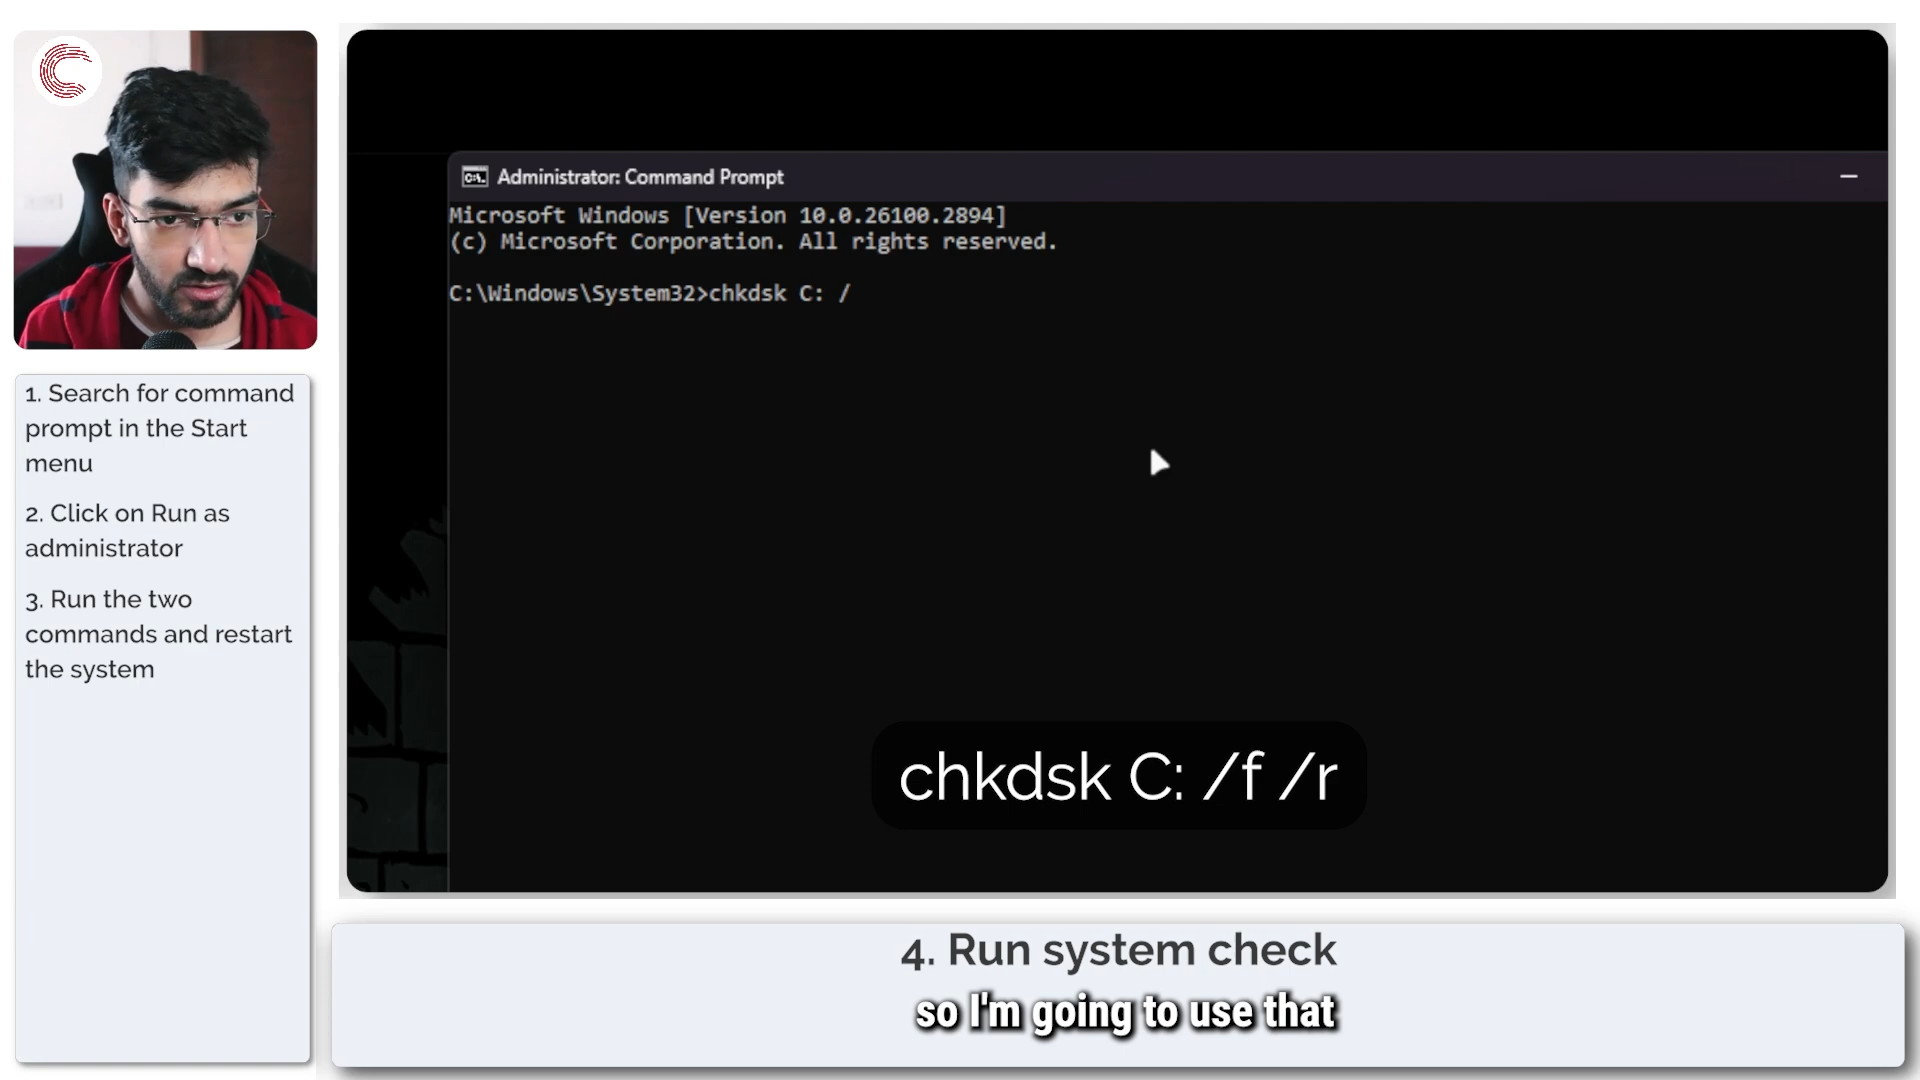 1. Search for command
prompt in the Start
menu
2. Click on Run as
administrator
3. Run the two
commands and restart
the system
Administrator: Command Prompt
Microsoft Windows [Version 10.0.26100.2894]
(c) Microsoft Corporation. All rights reserved.
C:\Windows\System32>chkdsk C: /
chkdsk C: /f /r
4. Run system check
so I'm going to use that